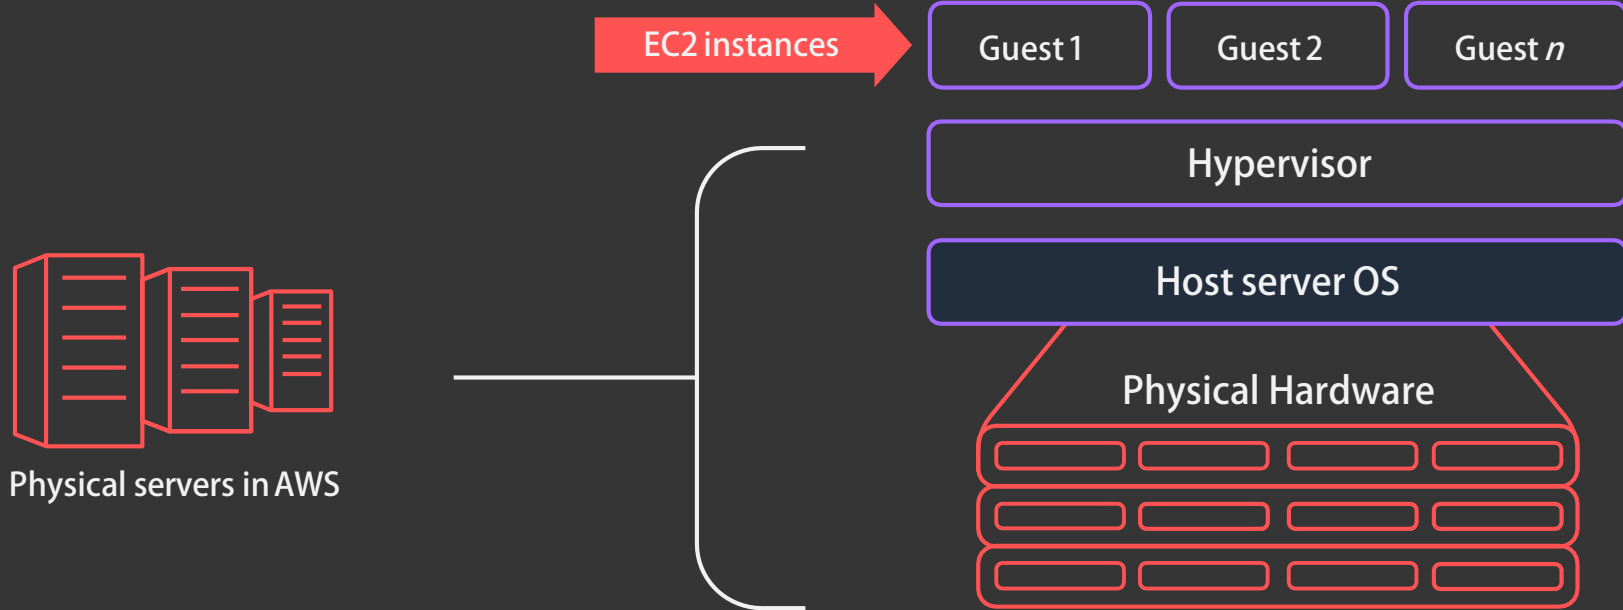 EC2 instances
Guest 1
Guest 2
Guest n
Hypervisor
Host server OS
Physical Hardware
Physical servers in AWS